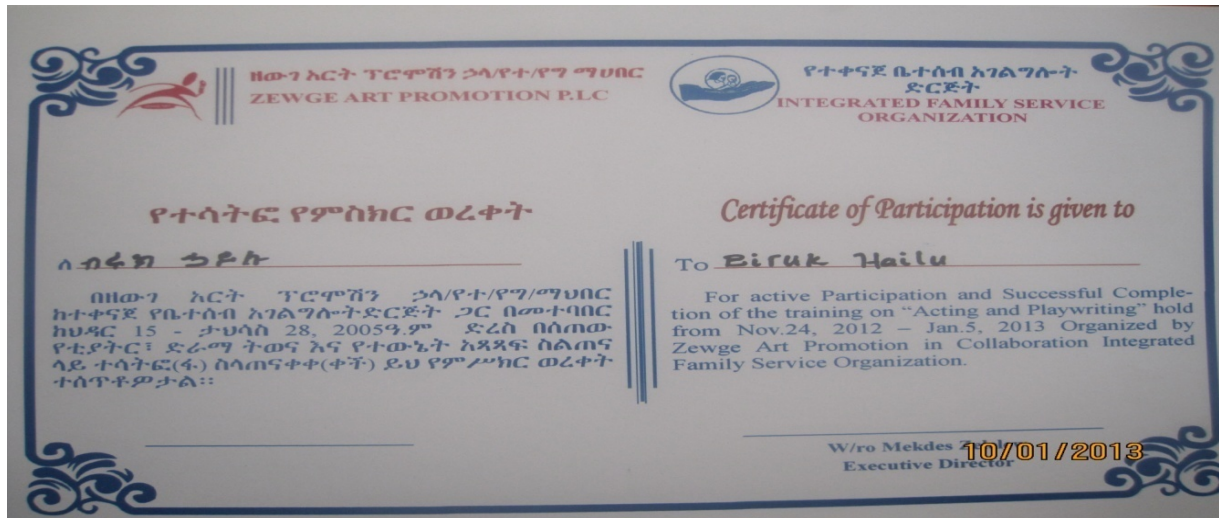 ዘውገ አርት ፕሮሞሽን ኃላ/የተ/የግ ማህበር
ZEWGE ART PROMOTION P.L.C
የተቀናጀ ቤተሰብ አገልግሎት
ድርጅት
INTEGRATED FAMILY SERVICE
ORGANIZATION
የተሳትፎ የምስክር ወረቀት
ለ ብሩክ ኃይሉ
በዘውገ አርት ፕሮሞሽን ኃላ/የተ/የግ/ማህበር
ከተቀናጀ የቤተሰብ አገልግሎትድርጅት ጋር በመተባበር
ከህዳር 15 - ታህሳስ 28, 2005ዓ.ም ድረስ በሰጠው
የቲያትር፣ ድራማ ትወና እና የተውኔት አጻጻፍ ስልጠና
ላይ ተሳትፎ(ፋ) ስላጠናቀቀ(ቀች) ይህ የምሥክር ወረቀት
ተሰጥቶዎታል።
Certificate of Participation is given to
To Biruk Hailu
For active Participation and Successful Comple-
tion of the training on “Acting and Playwriting” hold
from Nov.24, 2012 – Jan.5, 2013 Organized by
Zewge Art Promotion in Collaboration Integrated
Family Service Organization.
W/ro Mekdes
Executive Director
10/01/2013